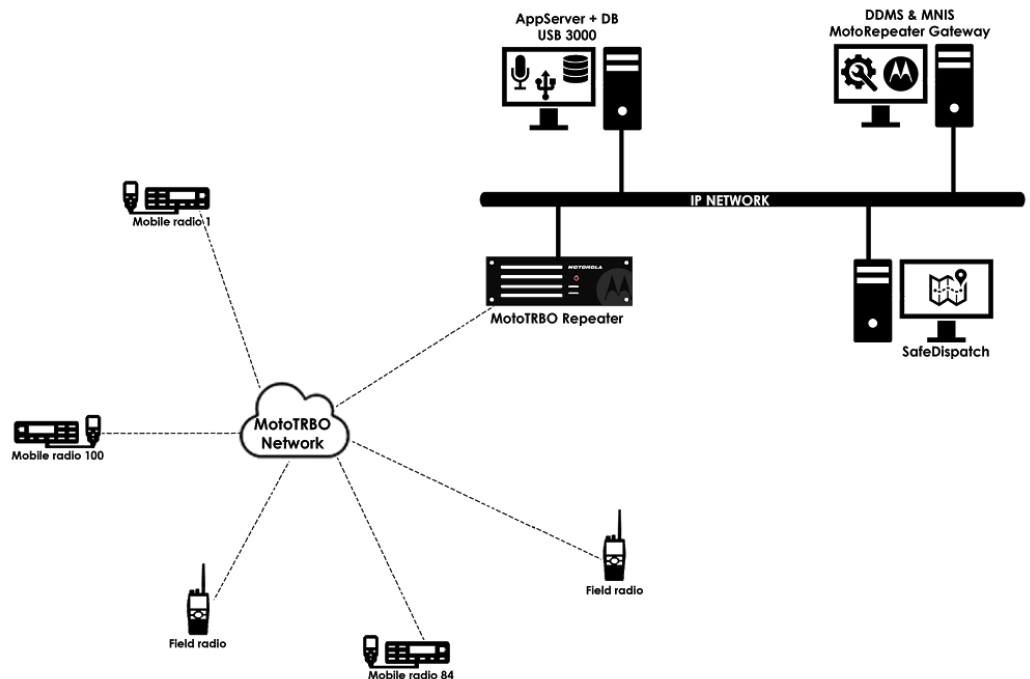 AppServer + DB
USB 3000
DDMS & MNIS
MotoRepeater Gateway
Mobile radio 1
IP NETWORK
MOTOROLA
MotoTRBO Repeater
SafeDispatch
MotoTRBO
Network
Mobile radio 100
Field radio
Field radio
Mobile radio 84